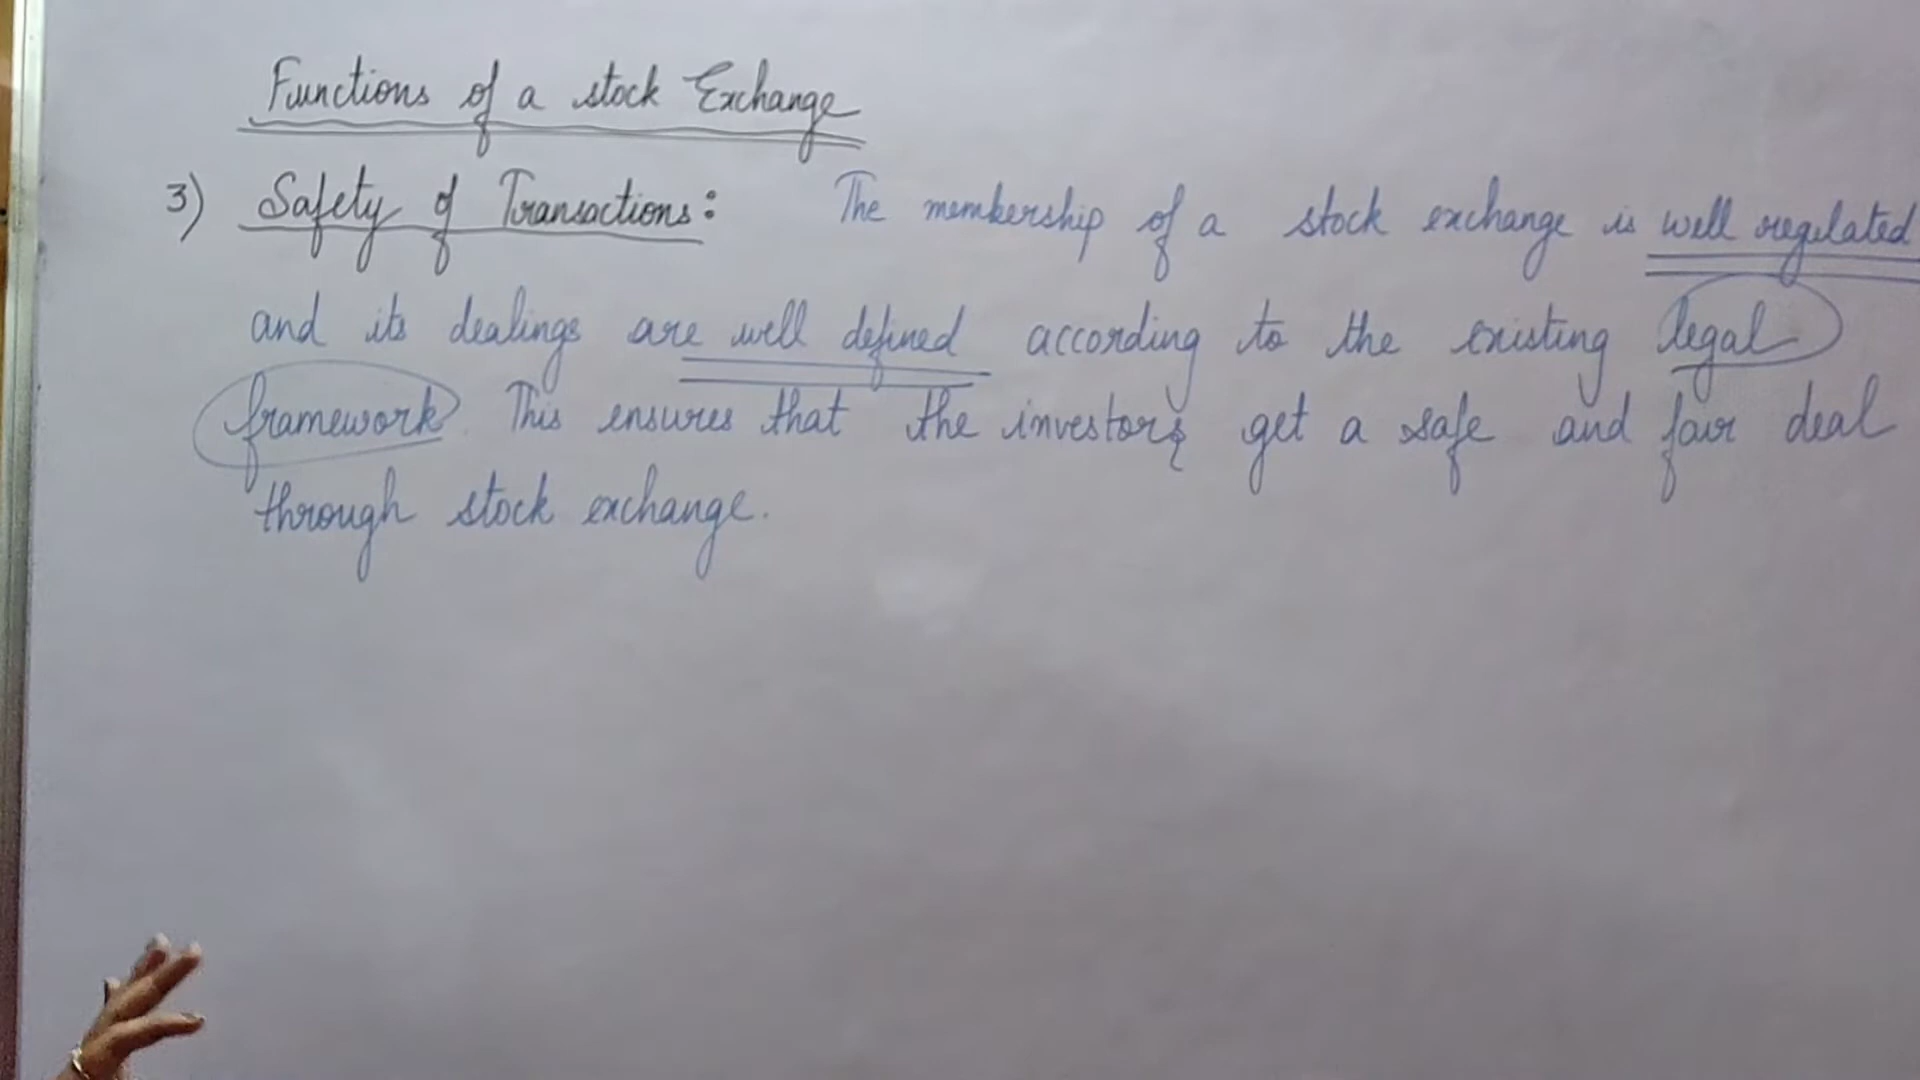 Functions of a stock Exchange
3) Safety of Transactions: The membership of a stock exchange is well regulated
and its dealings are well defined according to the existing legal
framework. This ensures that the investors get a safe and fair deal
through stock exchange.